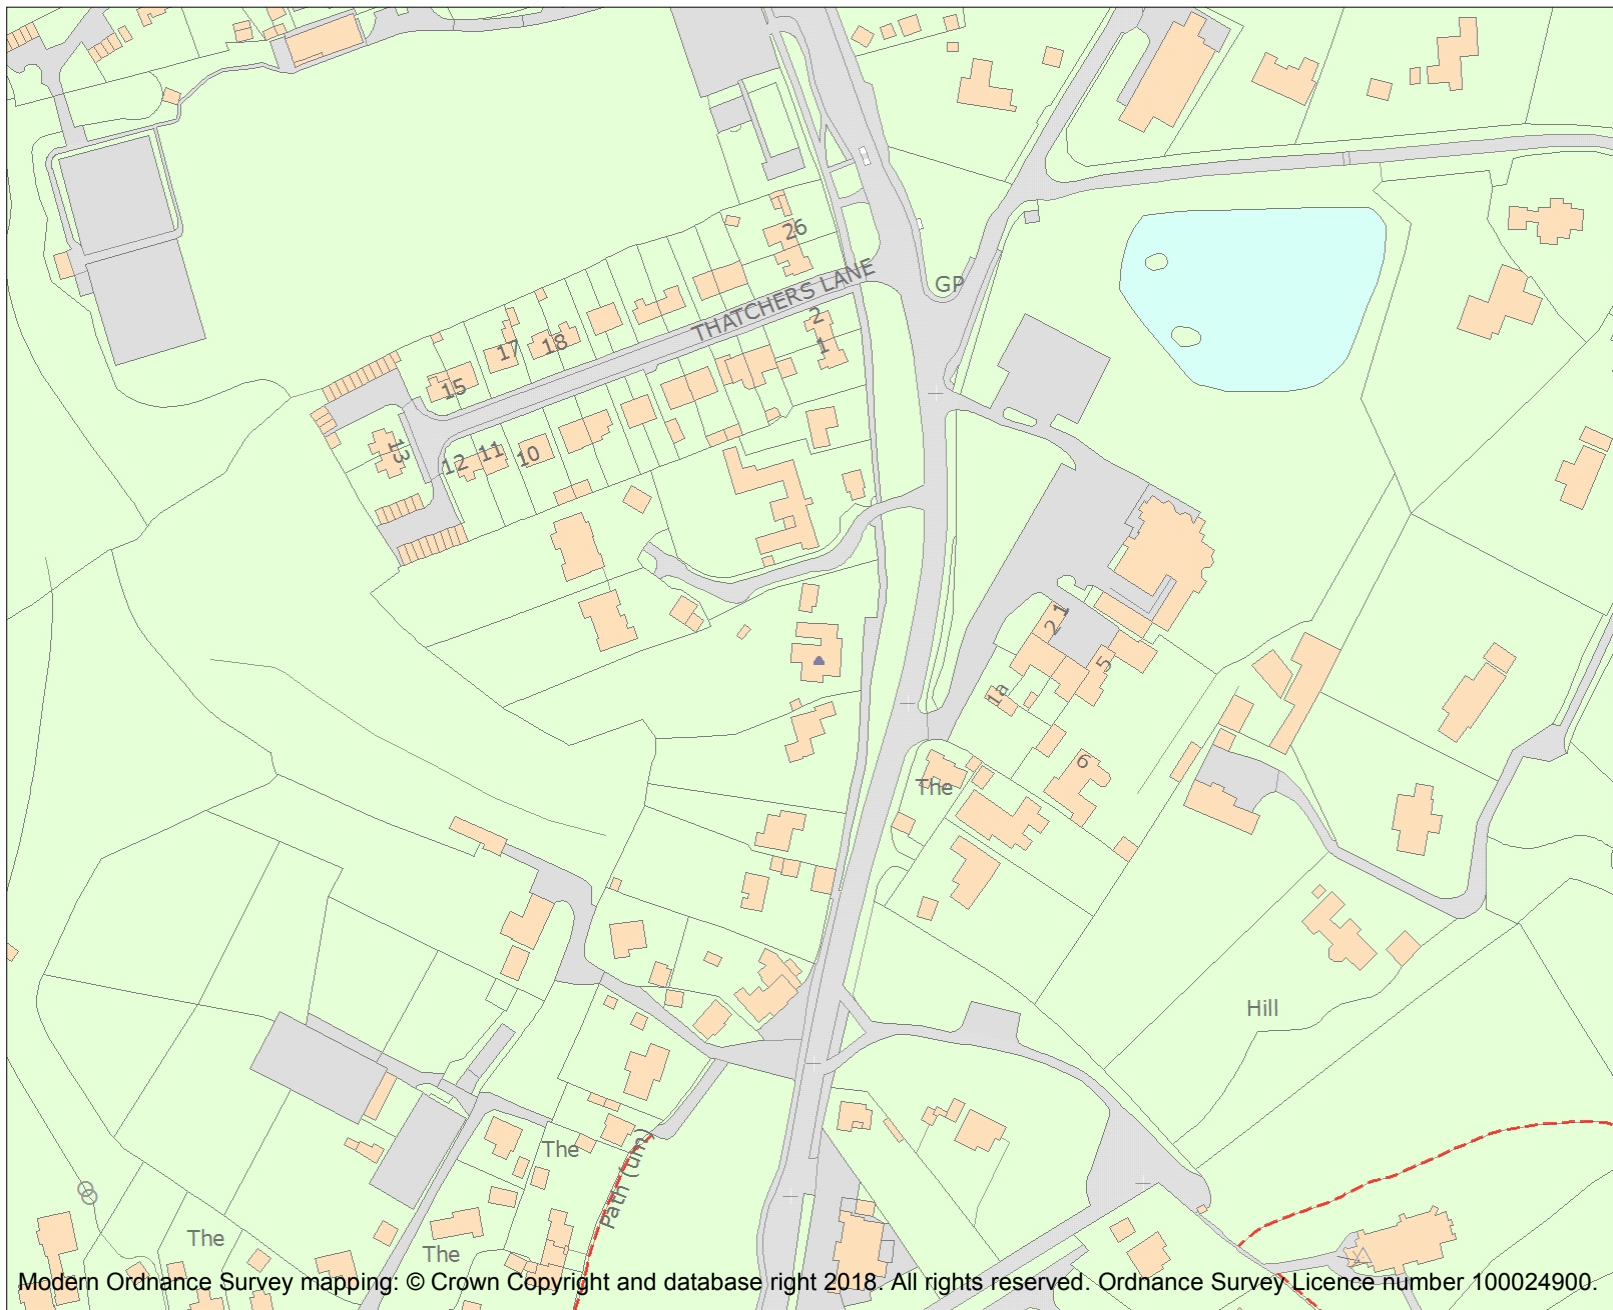 26
GP
THATCHERS LANE
2
1
17
18
15
13
12
11
10
2 1
5
1a
6
The
Hill
The
Path (um)
The
The
Modern Ordnance Survey mapping: © Crown Copyright and database right 2018. All rights reserved. Ordnance Survey Licence number 100024900.